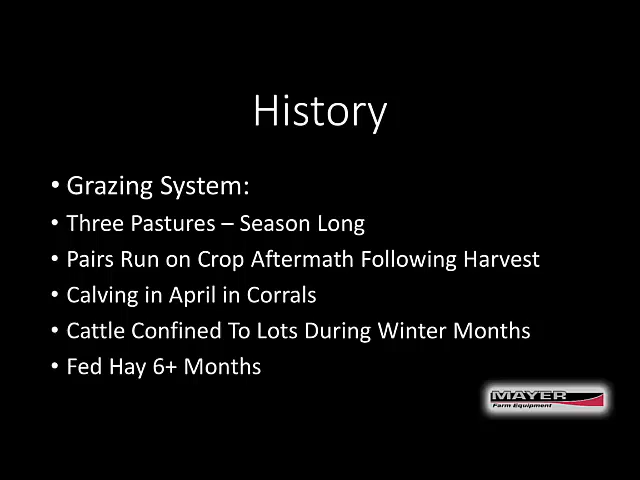 History
• Grazing System:
• Three Pastures – Season Long
• Pairs Run on Crop Aftermath Following Harvest
• Calving in April in Corrals
• Cattle Confined To Lots During Winter Months
• Fed Hay 6+ Months
MAYER
Farm Equipment